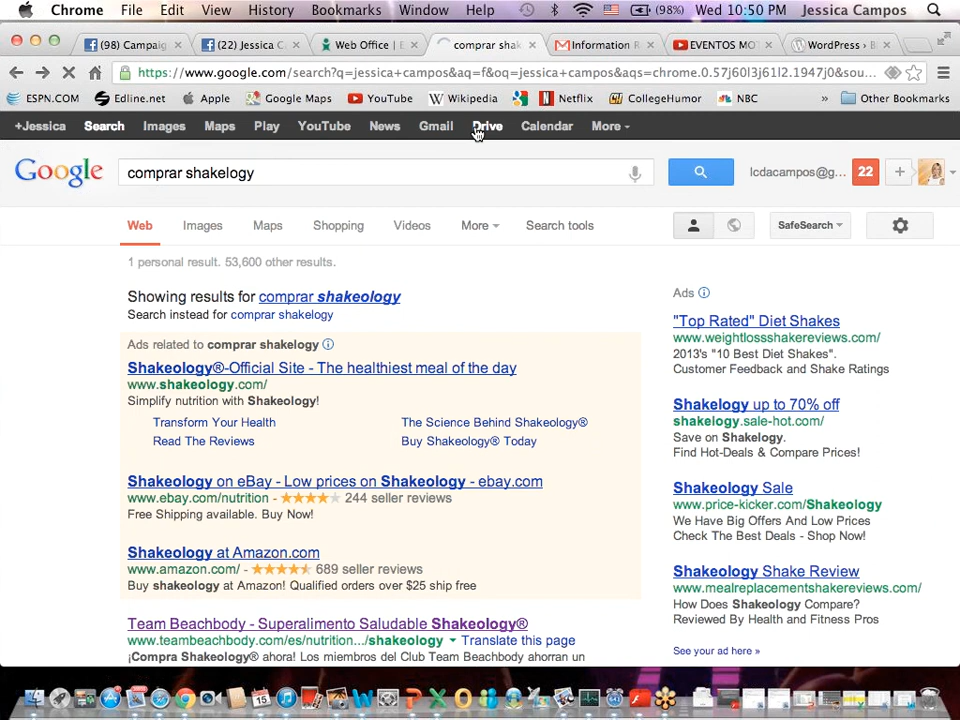 Chrome File Edit View History Bookmarks Window Help (98%) Wed 10:50 PM Jessica Campos
(98) Campaig (22) Jessica C Web Office | E comprar shak Information R EVENTOS MO WordPress › B
https://www.google.com/search?q=jessica+campos&aq=f&oq=jessica+campos&aqs=chrome.0.57j60l3j61l2.1947j0&sou...
ESPN.COM Edline.net Apple Google Maps YouTube Wikipedia Netflix CollegeHumor NBC » Other Bookmarks
+Jessica Search Images Maps Play YouTube News Gmail Drive Calendar More
Google comprar shakelogy lcdacampos@g... 22 +
Web Images Maps Shopping Videos More Search tools SafeSearch
1 personal result. 53,600 other results.
Showing results for comprar shakeology
Search instead for comprar shakelogy
Ads related to comprar shakelogy
Shakeology®-Official Site - The healthiest meal of the day
www.shakeology.com/
Simplify nutrition with Shakeology!
Transform Your Health The Science Behind Shakeology®
Read The Reviews Buy Shakeology® Today
Shakeology on eBay - Low prices on Shakeology - ebay.com
www.ebay.com/nutrition - 244 seller reviews
Free Shipping available. Buy Now!
Shakeology at Amazon.com
www.amazon.com/ - 689 seller reviews
Buy shakeology at Amazon! Qualified orders over $25 ship free
Team Beachbody - Superalimento Saludable Shakeology®
www.teambeachbody.com/es/nutrition.../shakeology Translate this page
¡Compra Shakeology® ahora! Los miembros del Club Team Beachbody ahorran un
Ads
"Top Rated" Diet Shakes
www.weightlossshakereviews.com/
2013's "10 Best Diet Shakes".
Customer Feedback and Shake Ratings
Shakelogy up to 70% off
shakelogy.sale-hot.com/
Save on Shakelogy.
Find Hot-Deals & Compare Prices!
Shakeology Sale
www.price-kicker.com/Shakeology
We Have Big Offers And Low Prices
Check The Best Deals - Shop Now!
Shakeology Shake Review
www.mealreplacementshakereviews.com/
How Does Shakeology Compare?
Reviewed By Health and Fitness Pros
See your ad here »